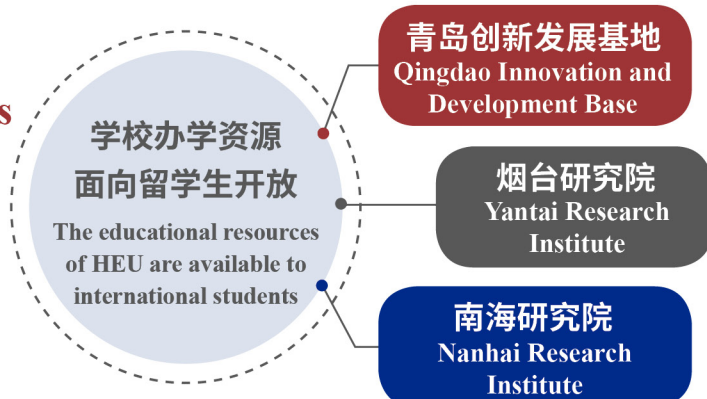 s
学校办学资源
面向留学生开放
The educational resources
of HEU are available to
international students
青岛创新发展基地
Qingdao Innovation and
Development Base
烟台研究院
Yantai Research
Institute
南海研究院
Nanhai Research
Institute